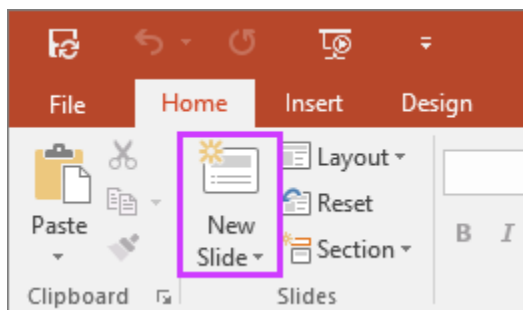 File Home Insert Design
Paste
New
Slide
Layout
Reset
Section
B I
Clipboard Slides